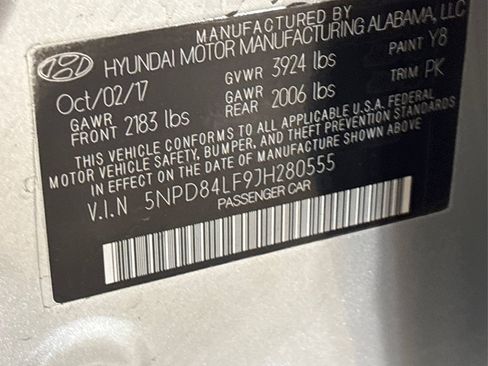 MANUFACTURED BY
HYUNDAI MOTOR MANUFACTURING ALABAMA, LLC
Oct/02/17 GVWR 3924 lbs PAINT Y8
GAWR FRONT 2183 lbs GAWR REAR 2006 lbs TRIM PK
THIS VEHICLE CONFORMS TO ALL APPLICABLE U.S.A. FEDERAL
MOTOR VEHICLE SAFETY, BUMPER, AND THEFT PREVENTION STANDARDS
IN EFFECT ON THE DATE OF MANUFACTURE SHOWN ABOVE.
V.I.N 5NPD84LF9JH280555
PASSENGER CAR